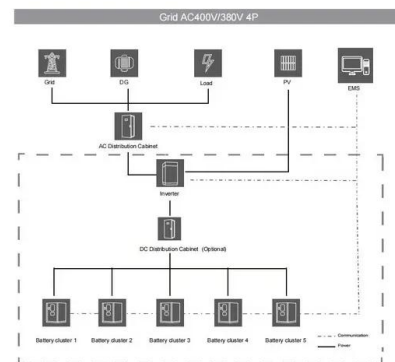 Grid AC400V/380V 4P
Grid DG Load PV EMS
AC Distribution Cabinet
Inverter
DC Distribution Cabinet (Optional)
Battery cluster 1 Battery cluster 2 Battery cluster 3 Battery cluster 4 Battery cluster 5
Communication
Power